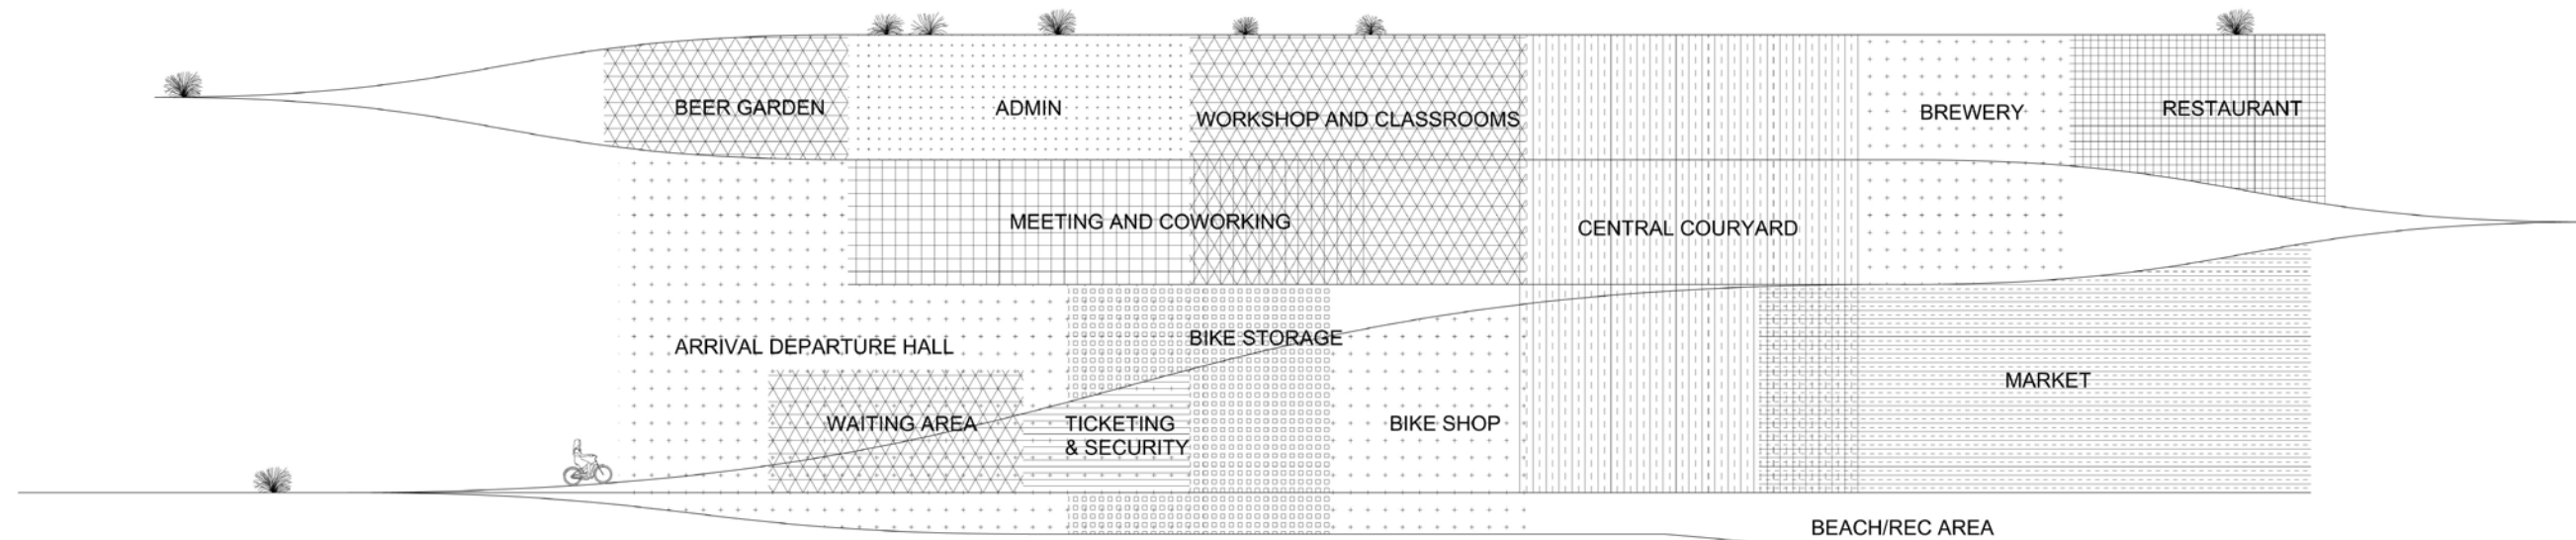 BEER GARDEN
ADMIN
WORKSHOP AND CLASSROOMS
BREWERY
RESTAURANT
MEETING AND COWORKING
CENTRAL COURYARD
ARRIVAL DEPARTURE HALL
BIKE STORAGE
MARKET
WAITING AREA
TICKETING
& SECURITY
BIKE SHOP
BEACH/REC AREA